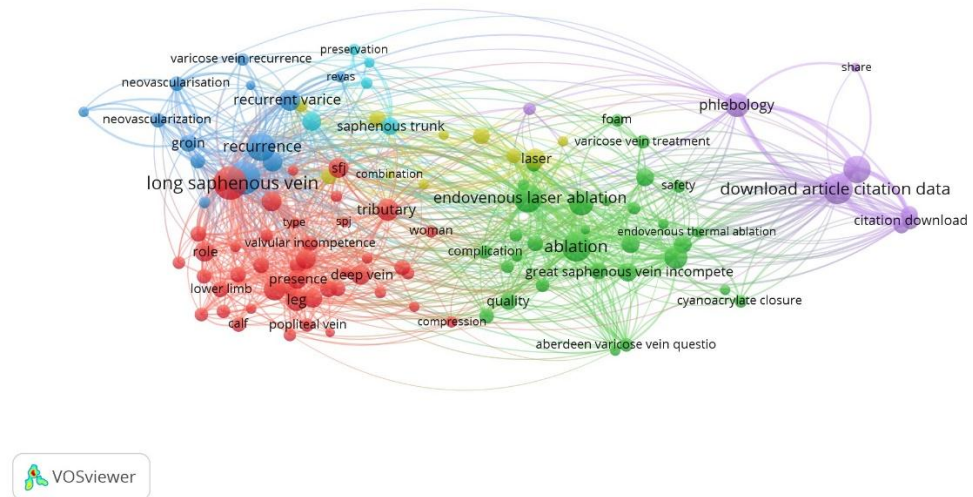 preservation
varicose vein recurrence
share
revas
neovascularisation
recurrent varice
phlebology
neovascularization
saphenous trunk
foam
groin
recurrence
varicose vein treatment
laser
sfj
combination
long saphenous vein
safety
download article citation data
endovenous laser ablation
tributary
type
spj
citation download
woman
endovenous thermal ablation
valvular incompetence
complication
ablation
role
presence
deep vein
great saphenous vein incompete
lower limb
leg
quality
cyanoacrylate closure
calf
popliteal vein
compression
aberdeen varicose vein questio
VOSviewer